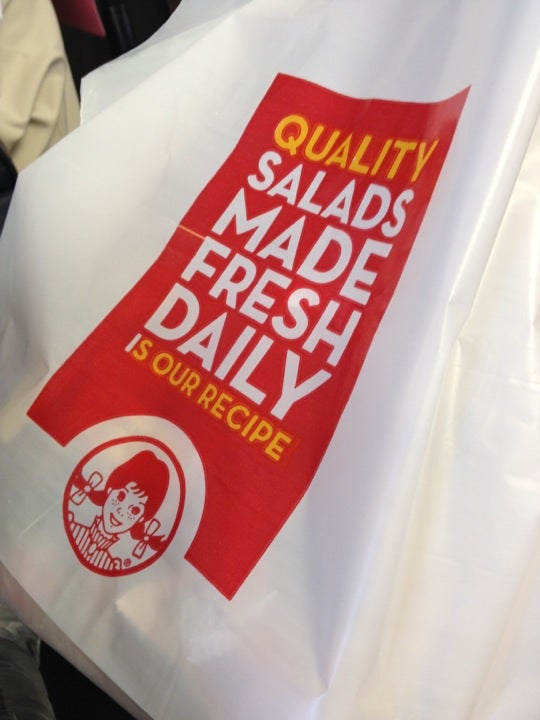 QUALITY
SALADS
MADE
FRESH
DAILY
IS OUR RECIPE